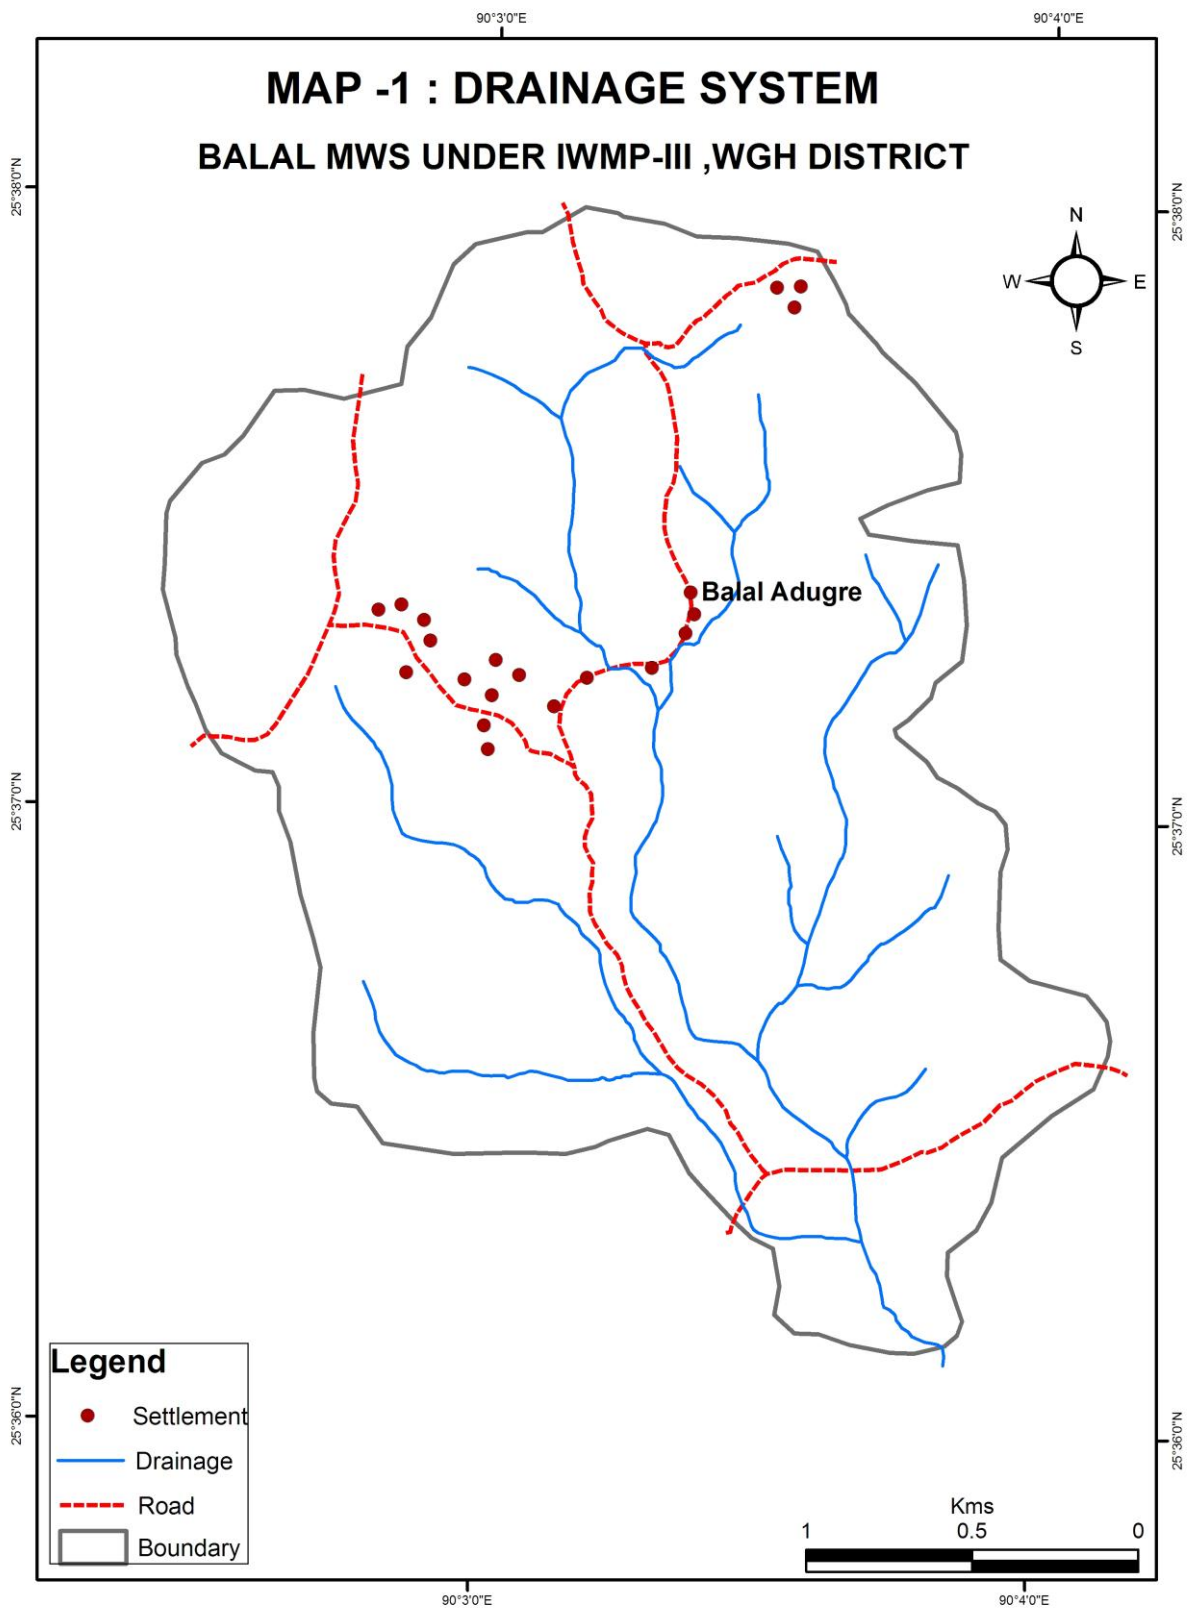 90°3'0"E
90°4'0"E
MAP -1 : DRAINAGE SYSTEM
BALAL MWS UNDER IWMP-III ,WGH DISTRICT
25°38'0"N
25°38'0"N
N
W
E
S
Balal Adugre
25°37'0"N
25°37'0"N
Legend
Settlement
Drainage
Road
Boundary
25°36'0"N
25°36'0"N
Kms
1 0.5 0
90°3'0"E
90°4'0"E